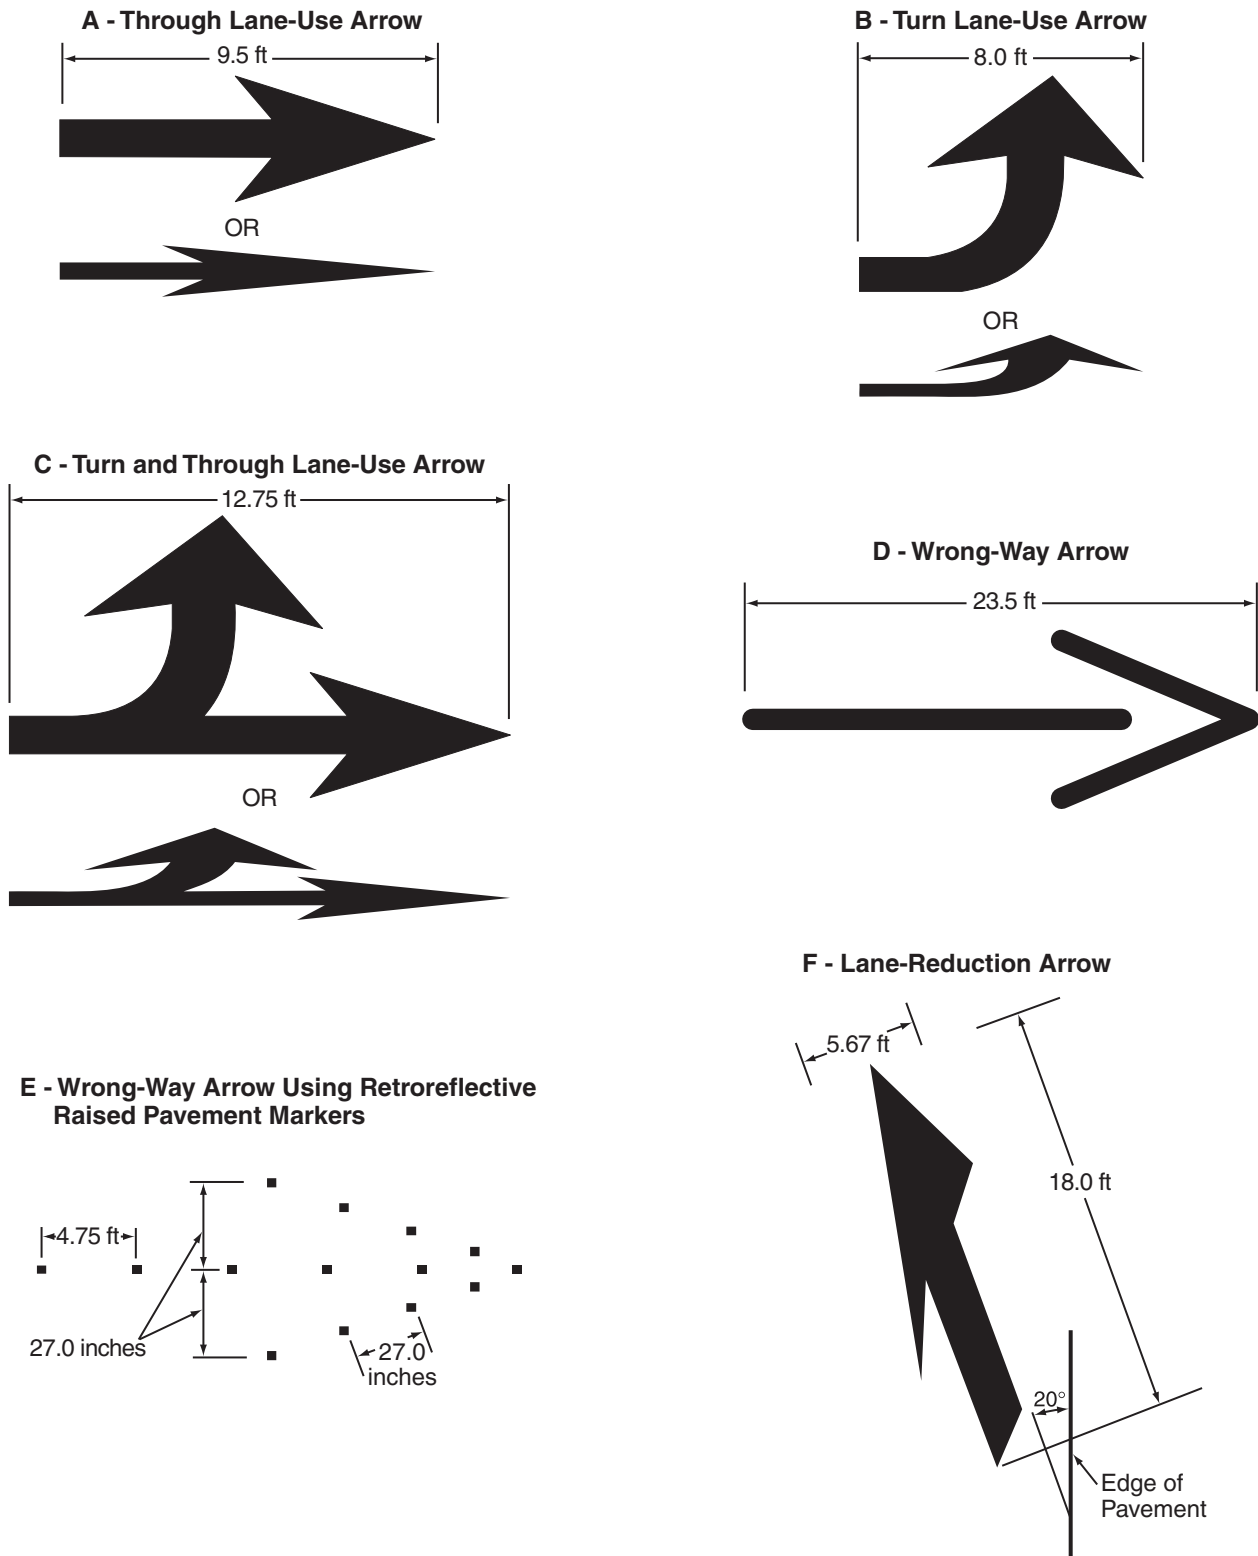 A - Through Lane-Use Arrow
9.5 ft
OR
B - Turn Lane-Use Arrow
8.0 ft
OR
C - Turn and Through Lane-Use Arrow
12.75 ft
OR
D - Wrong-Way Arrow
23.5 ft
E - Wrong-Way Arrow Using Retroreflective
Raised Pavement Markers
4.75 ft
27.0 inches
27.0
inches
F - Lane-Reduction Arrow
5.67 ft
18.0 ft
20°
Edge of
Pavement